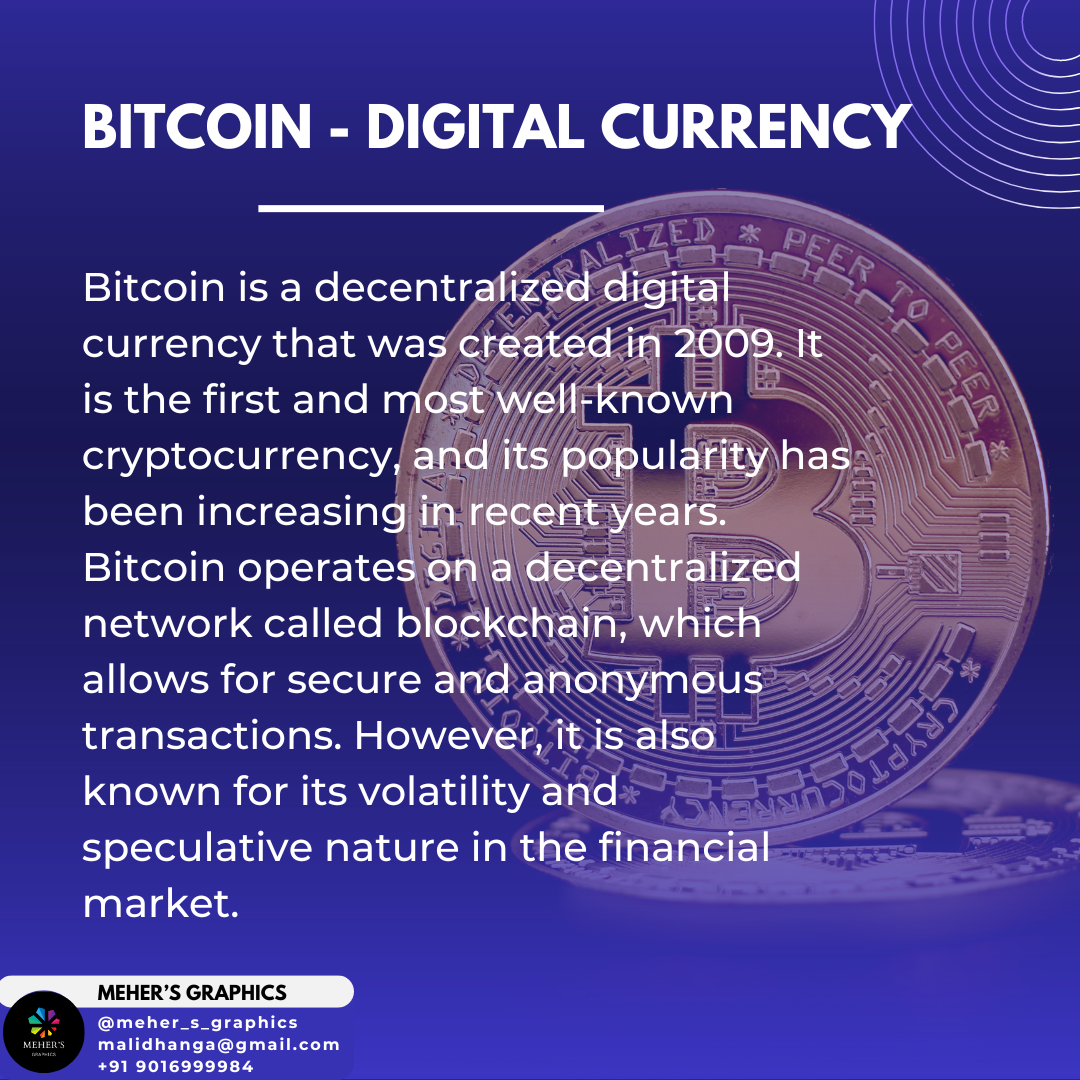 BITCOIN - DIGITAL CURRENCY
DECENTRALIZED * PEER TO PEER *
Bitcoin is a decentralized digital
currency that was created in 2009. It
is the first and most well-known
cryptocurrency, and its popularity has
been increasing in recent years.
Bitcoin operates on a decentralized
network called blockchain, which
allows for secure and anonymous
transactions. However, it is also
known for its volatility and
speculative nature in the financial
market.
DIGITAL * BITCOIN * CRYPTOCURRENCY *
MEHER'S GRAPHICS
@meher_s_graphics
malidhanga@gmail.com
+91 9016999984
MEHER'S
GRAPHICS